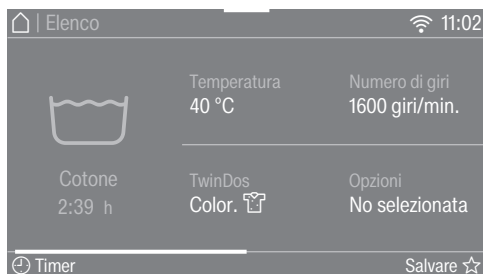 | Elenco 11:02
Temperatura
40 °C
Numero di giri
1600 giri/min.
Cotone
2:39 h
TwinDos
Color.
Opzioni
No selezionata
Timer Salvare